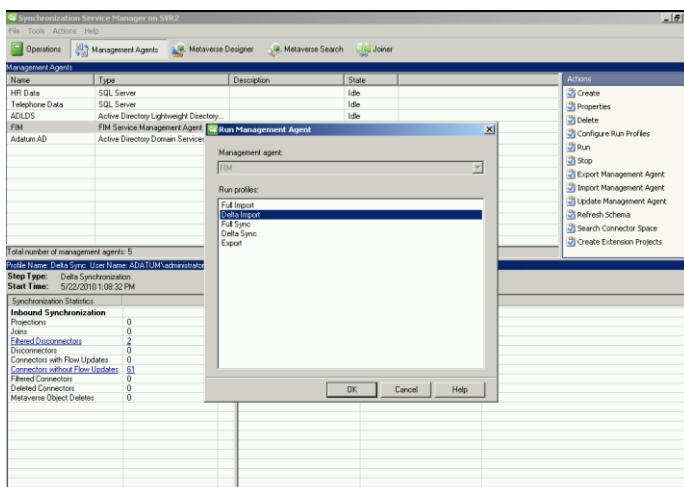 Synchronization Service Manager on SVR2
File Tools Actions Help
Operations Management Agents Metaverse Designer Metaverse Search Joiner
Management Agents
Name Type Description State
HR Data SQL Server Idle
Telephone Data SQL Server Idle
ADLDS Active Directory Lightweight Directory... Idle
FIM FIM Service Management Agent
Adatum AD Active Directory Domain Services
Total number of management agents: 5
Actions
Create
Properties
Delete
Configure Run Profiles
Run
Stop
Export Management Agent
Import Management Agent
Update Management Agent
Refresh Schema
Search Connector Space
Create Extension Projects
Run Management Agent
Management agent:
FIM
Run profiles:
Full Import
Delta Import
Full Sync
Delta Sync
Export
OK Cancel Help
Profile Name: Delta Sync User Name: ADATUM\administrator
Step Type: Delta Synchronization
Start Time: 5/22/2010 1:08:32 PM
Synchronization Statistics
Inbound Synchronization
Projections 0
Joins 0
Filtered Disconnectors 2
Disconnectors 0
Connectors with Flow Updates 0
Connectors without Flow Updates 61
Filtered Connectors 0
Deleted Connectors 0
Metaverse Object Deletes 0